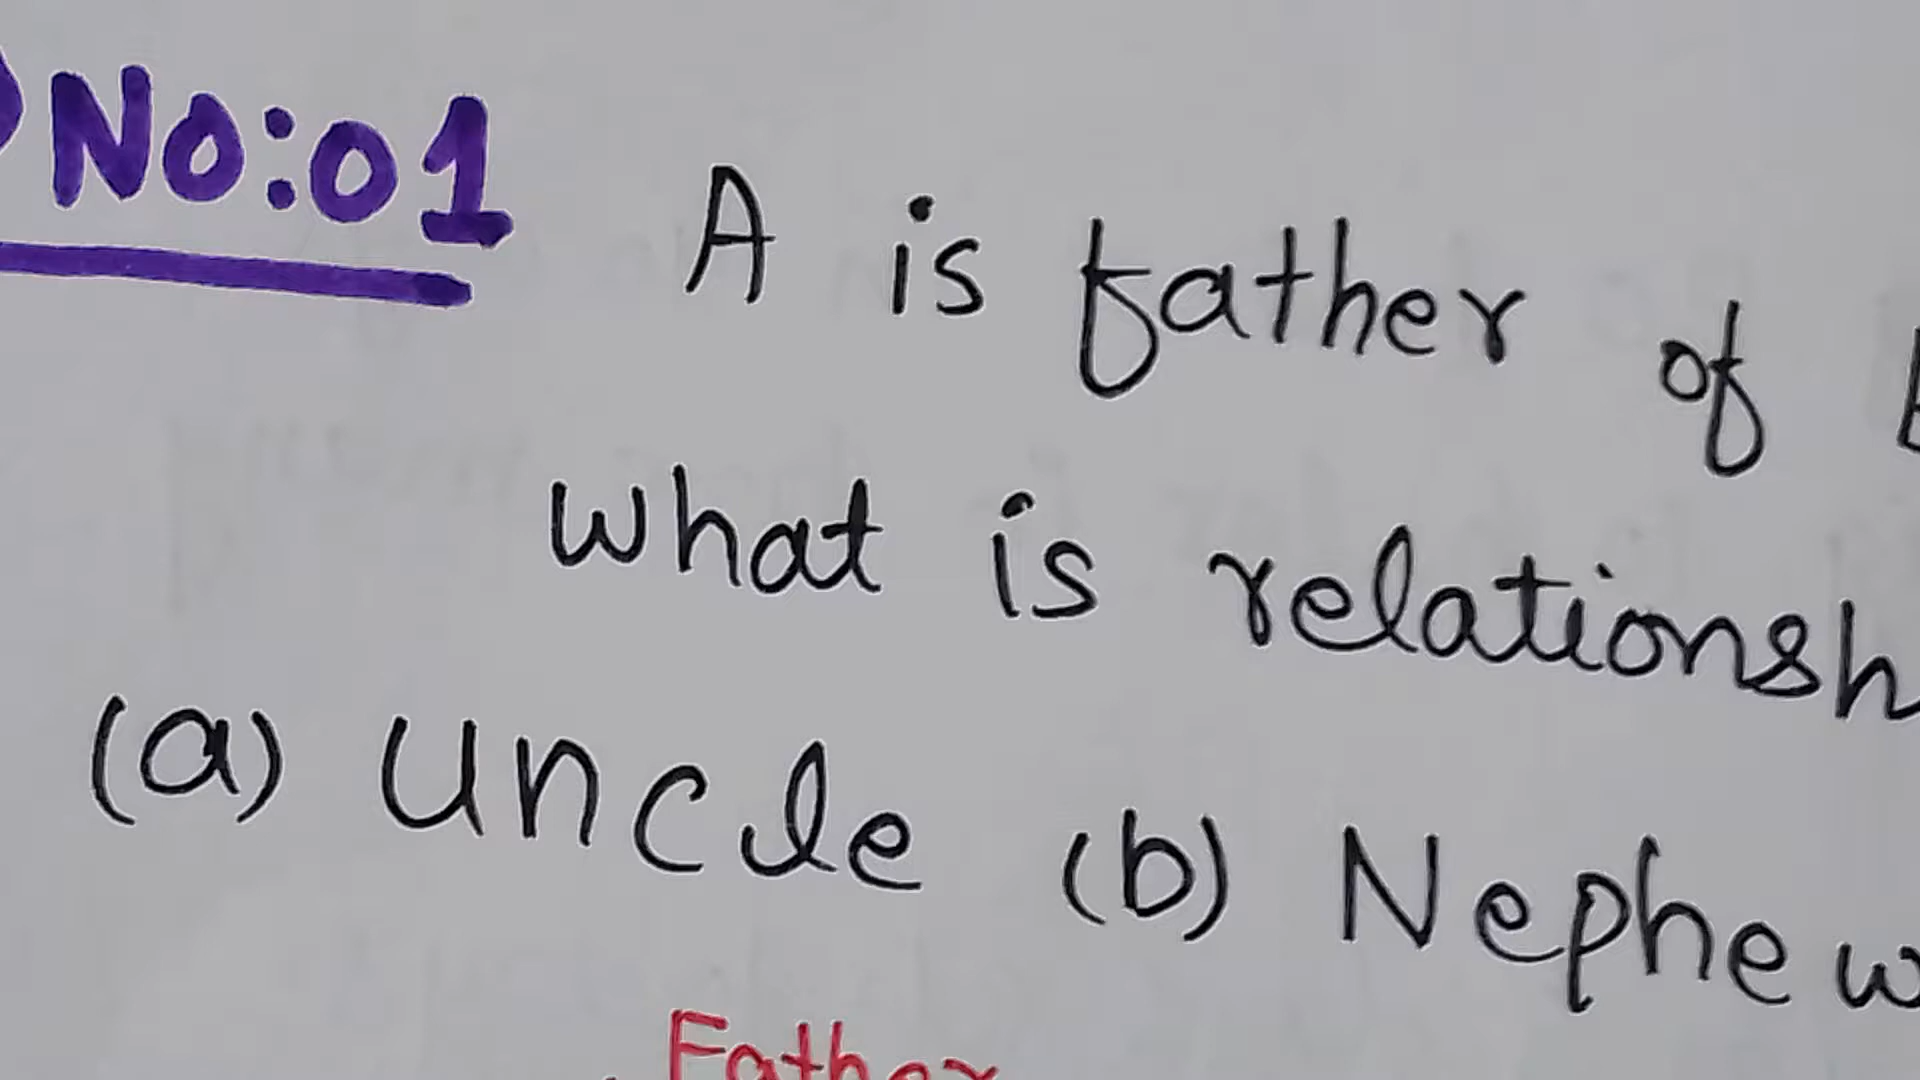 No:01
A is father of
what is relationsh
(a) Uncle (b) Nephew
Father